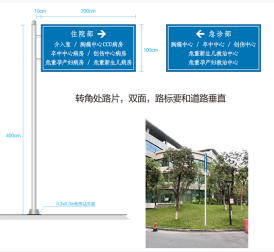 10cm
200cm
住院部 →
介入室 / 胸痛中心CCU病房
卒中中心病房 / 创伤中心病房
危重孕产妇病房 / 危重新生儿病房
100cm
← 急诊部
胸痛中心 / 卒中中心 / 创伤中心
危重新生儿救治中心
危重孕产妇救治中心
转角处路片，双面，路标要和道路垂直
400cm